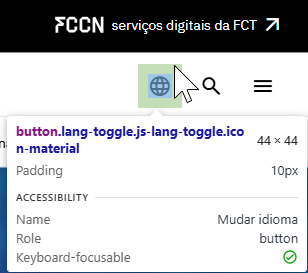 FCCN serviços digitais da FCT
button.lang-toggle.js-lang-toggle.ico
n-material
44 × 44
Padding 10px
ACCESSIBILITY
Name Mudar idioma
Role button
Keyboard-focusable